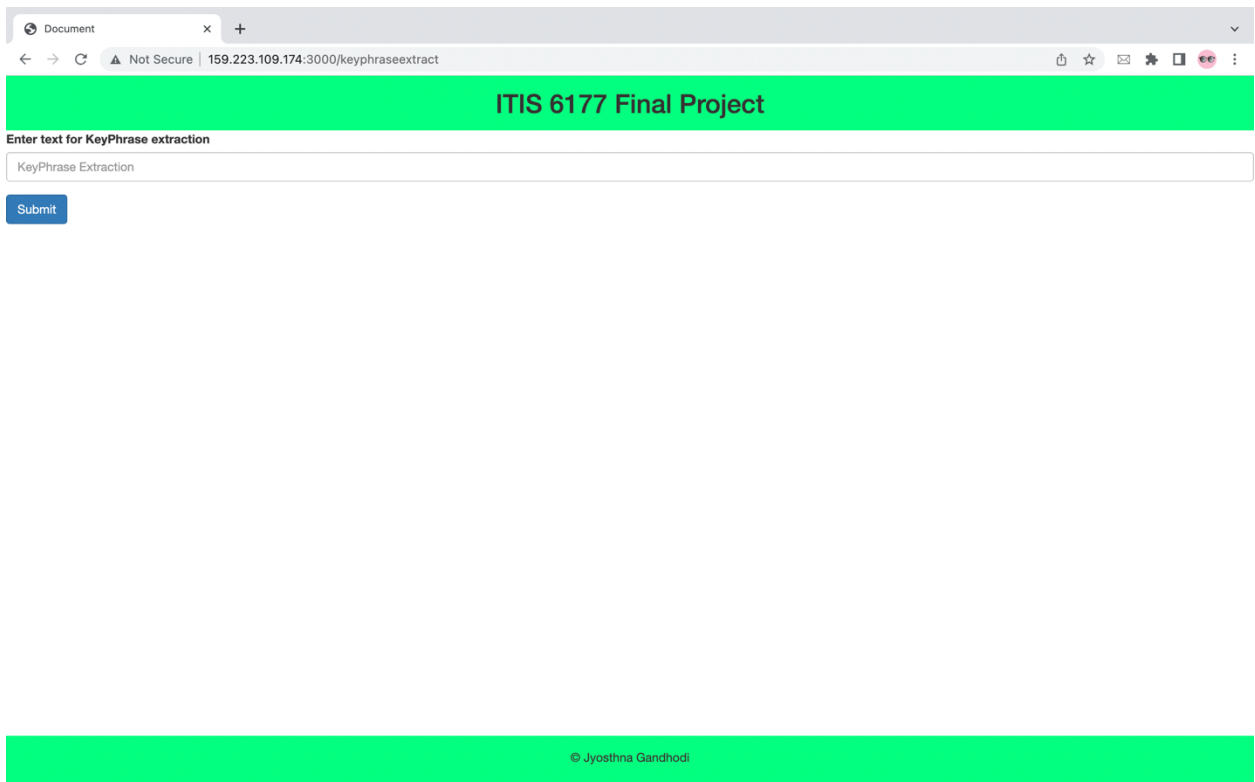 Document
Not Secure 159.223.109.174:3000/keyphraseextract
ITIS 6177 Final Project
Enter text for KeyPhrase extraction
KeyPhrase Extraction
Submit
© Jyosthna Gandhodi